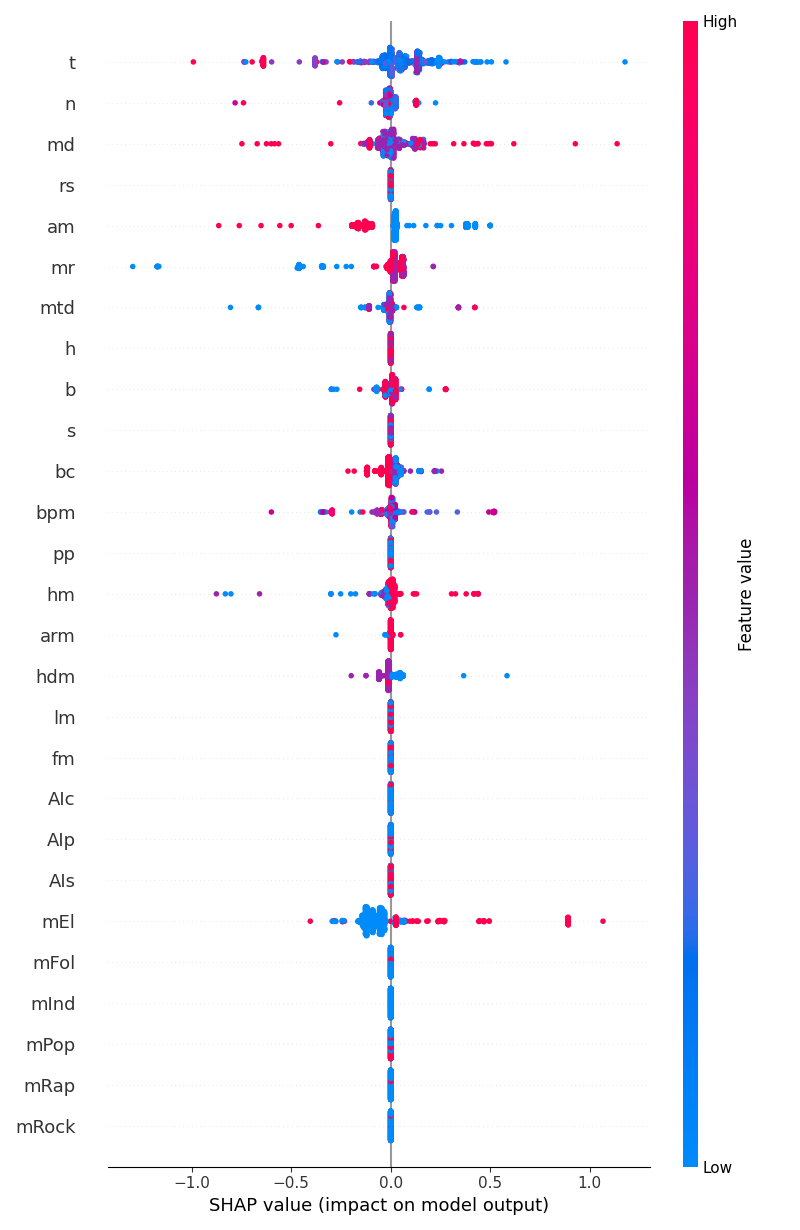 High
t
n
md
rs
am
mr
mtd
h
b
s
bc
bpm
pp
hm
arm
hdm
lm
fm
AIc
AIp
AIs
mEl
mFol
mInd
mPop
mRap
mRock
Feature value
Low
−1.0 −0.5 0.0 0.5 1.0
SHAP value (impact on model output)